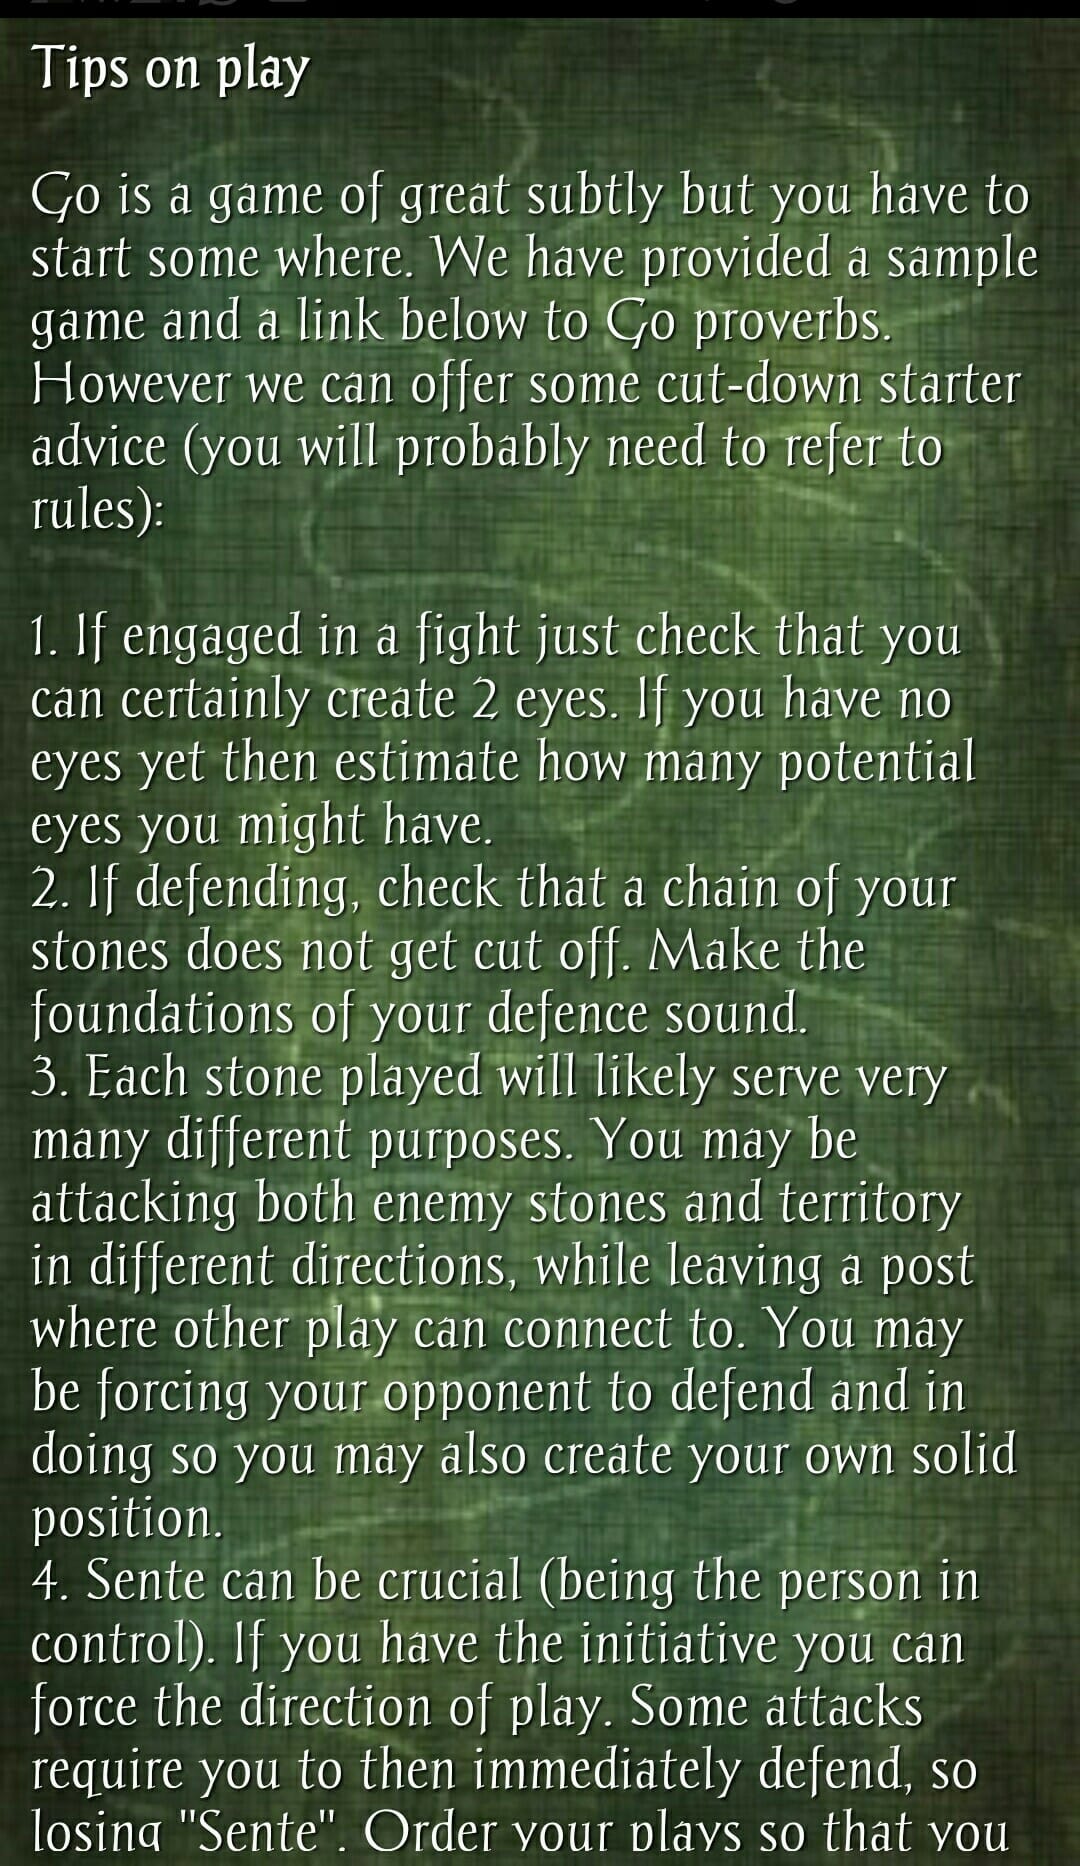 Tips on play
Go is a game of great subtly but you have to
start some where. We have provided a sample
game and a link below to Go proverbs.
However we can offer some cut-down starter
advice (you will probably need to refer to
rules):
1. If engaged in a fight just check that you
can certainly create 2 eyes. If you have no
eyes yet then estimate how many potential
eyes you might have.
2. If defending, check that a chain of your
stones does not get cut off. Make the
foundations of your defence sound.
3. Each stone played will likely serve very
many different purposes. You may be
attacking both enemy stones and territory
in different directions, while leaving a post
where other play can connect to. You may
be forcing your opponent to defend and in
doing so you may also create your own solid
position.
4. Sente can be crucial (being the person in
control). If you have the initiative you can
force the direction of play. Some attacks
require you to then immediately defend, so
losing "Sente". Order your plays so that you